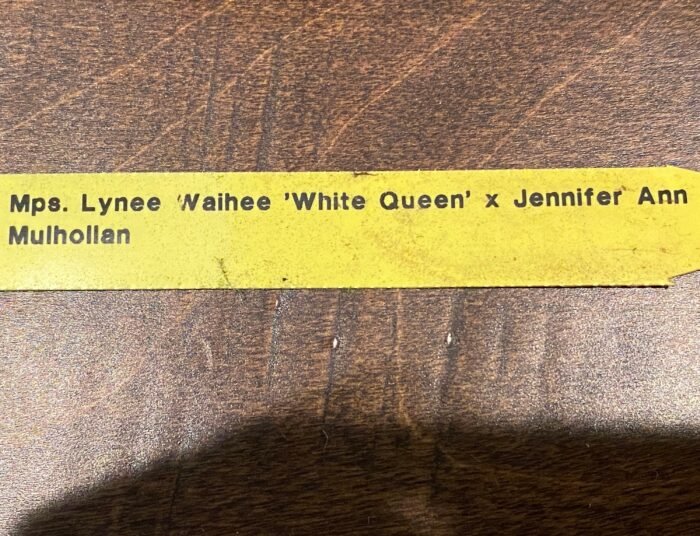 Mps. Lynee Waihee 'White Queen' x Jennifer Ann
Mulhollan